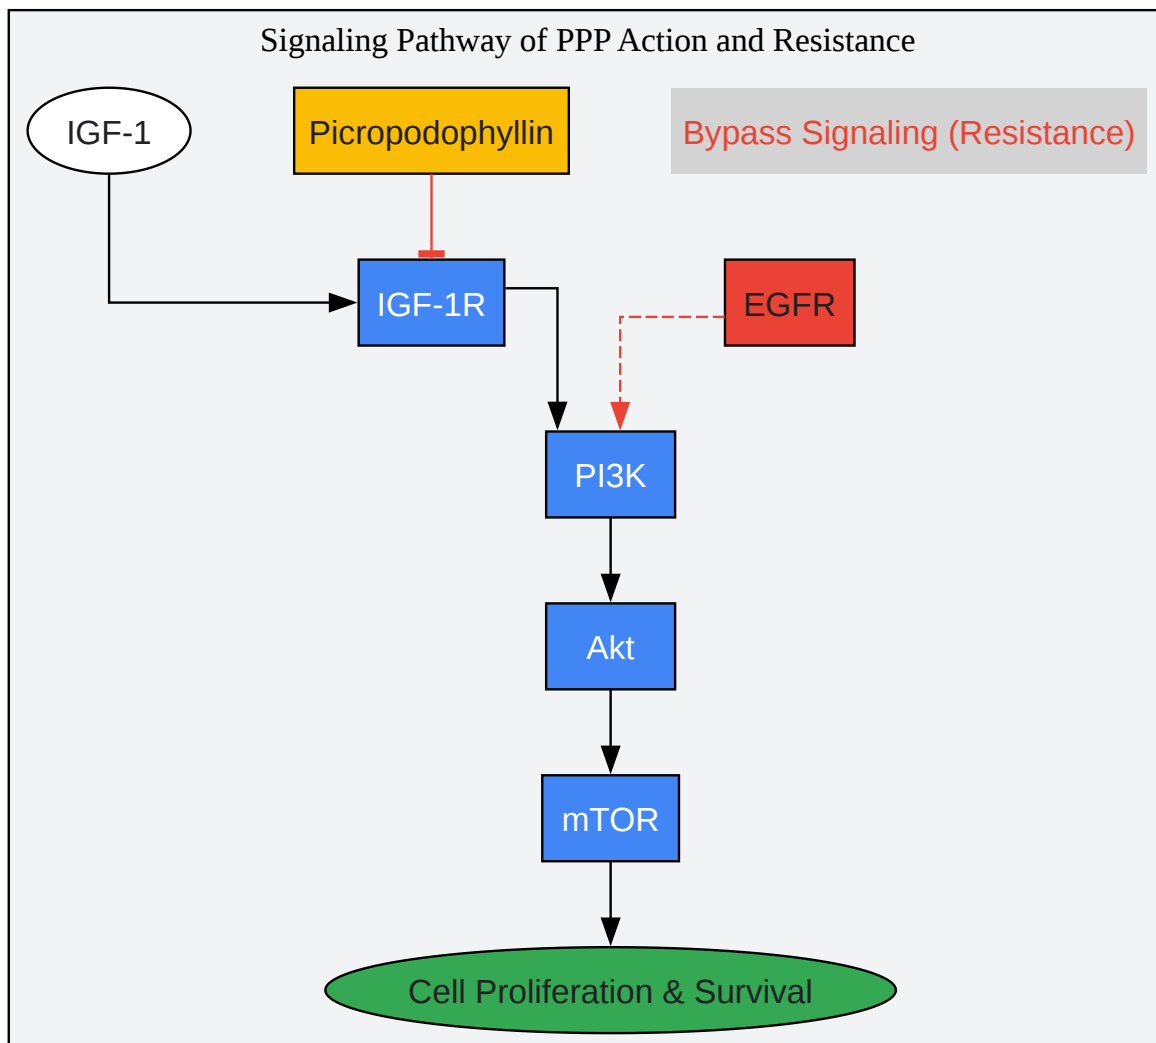 Signaling Pathway of PPP Action and Resistance
IGF-1
Picropodophyllin
Bypass Signaling (Resistance)
IGF-1R
EGFR
PI3K
Akt
mTOR
Cell Proliferation & Survival